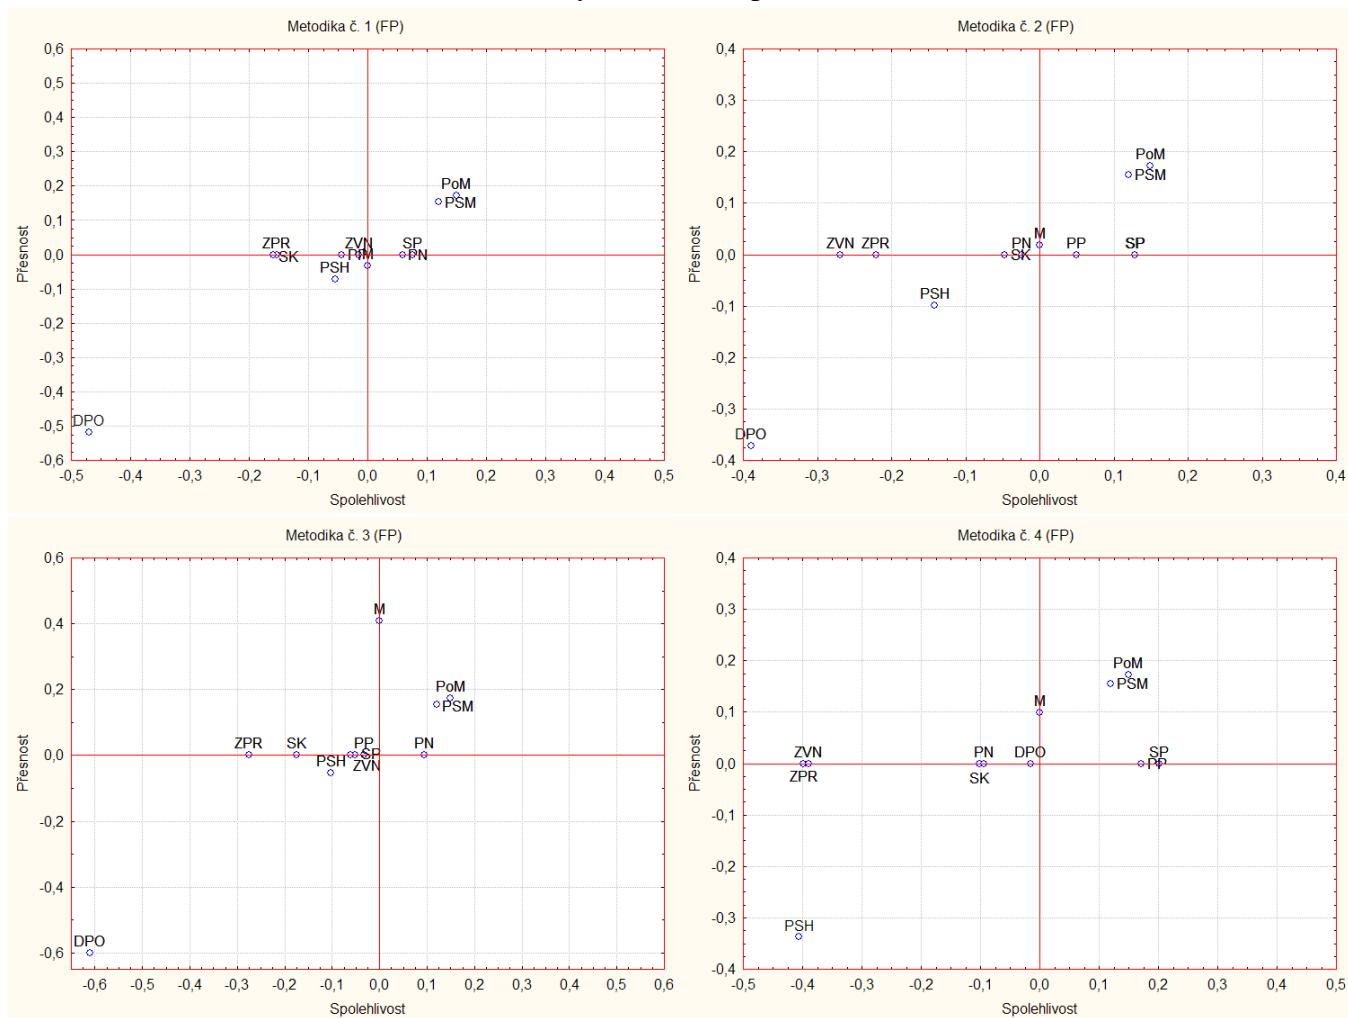 Metodika č. 1 (FP)
0,6
0,5
0,4
0,3
0,2
0,1
0,0
-0,1
-0,2
-0,3
-0,4
-0,5
-0,6
Přesnost
PoM
PSM
ZPR
SK
ZVN
SP
PN
PSH
DPO
-0,5 -0,4 -0,3 -0,2 -0,1 0,0 0,1 0,2 0,3 0,4 0,5
Spolehlivost
Metodika č. 2 (FP)
0,4
0,3
0,2
0,1
0,0
-0,1
-0,2
-0,3
-0,4
Přesnost
PoM
PSM
M
ZVN ZPR
PN
SK
PP
SP
PSH
DPO
-0,4 -0,3 -0,2 -0,1 0,0 0,1 0,2 0,3 0,4
Spolehlivost
Metodika č. 3 (FP)
0,6
0,4
0,2
0,0
-0,2
-0,4
-0,6
Přesnost
M
PoM
PSM
ZPR
SK
PP
SP
ZVN
PN
PSH
DPO
-0,6 -0,5 -0,4 -0,3 -0,2 -0,1 0,0 0,1 0,2 0,3 0,4 0,5 0,6
Spolehlivost
Metodika č. 4 (FP)
0,4
0,3
0,2
0,1
0,0
-0,1
-0,2
-0,3
-0,4
Přesnost
PoM
PSM
M
ZVN
ZPR
PN
SK
DPO
SP
PP
PSH
-0,5 -0,4 -0,3 -0,2 -0,1 0,0 0,1 0,2 0,3 0,4 0,5
Spolehlivost